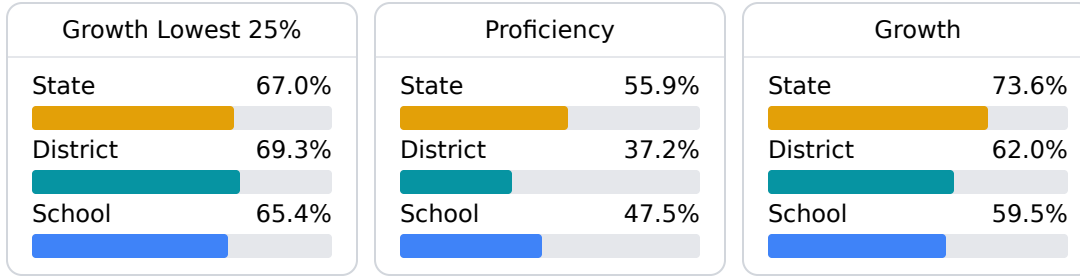 Growth Lowest 25%
State 67.0%
District 69.3%
School 65.4%
Proficiency
State 55.9%
District 37.2%
School 47.5%
Growth
State 73.6%
District 62.0%
School 59.5%